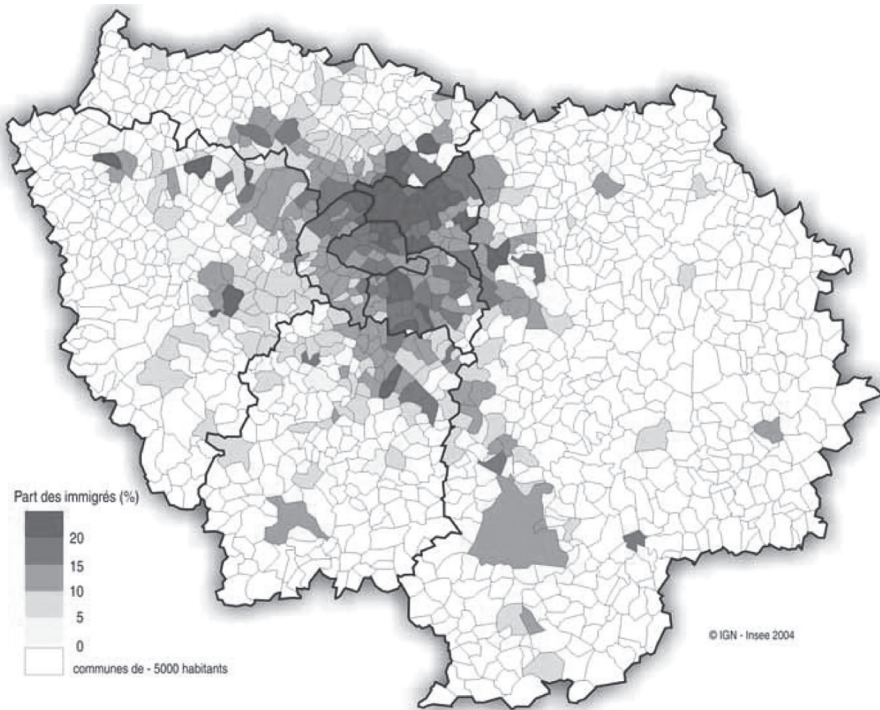 Part des immigrés (%)
20
15
10
5
0
communes de - 5000 habitants
© IGN - Insee 2004